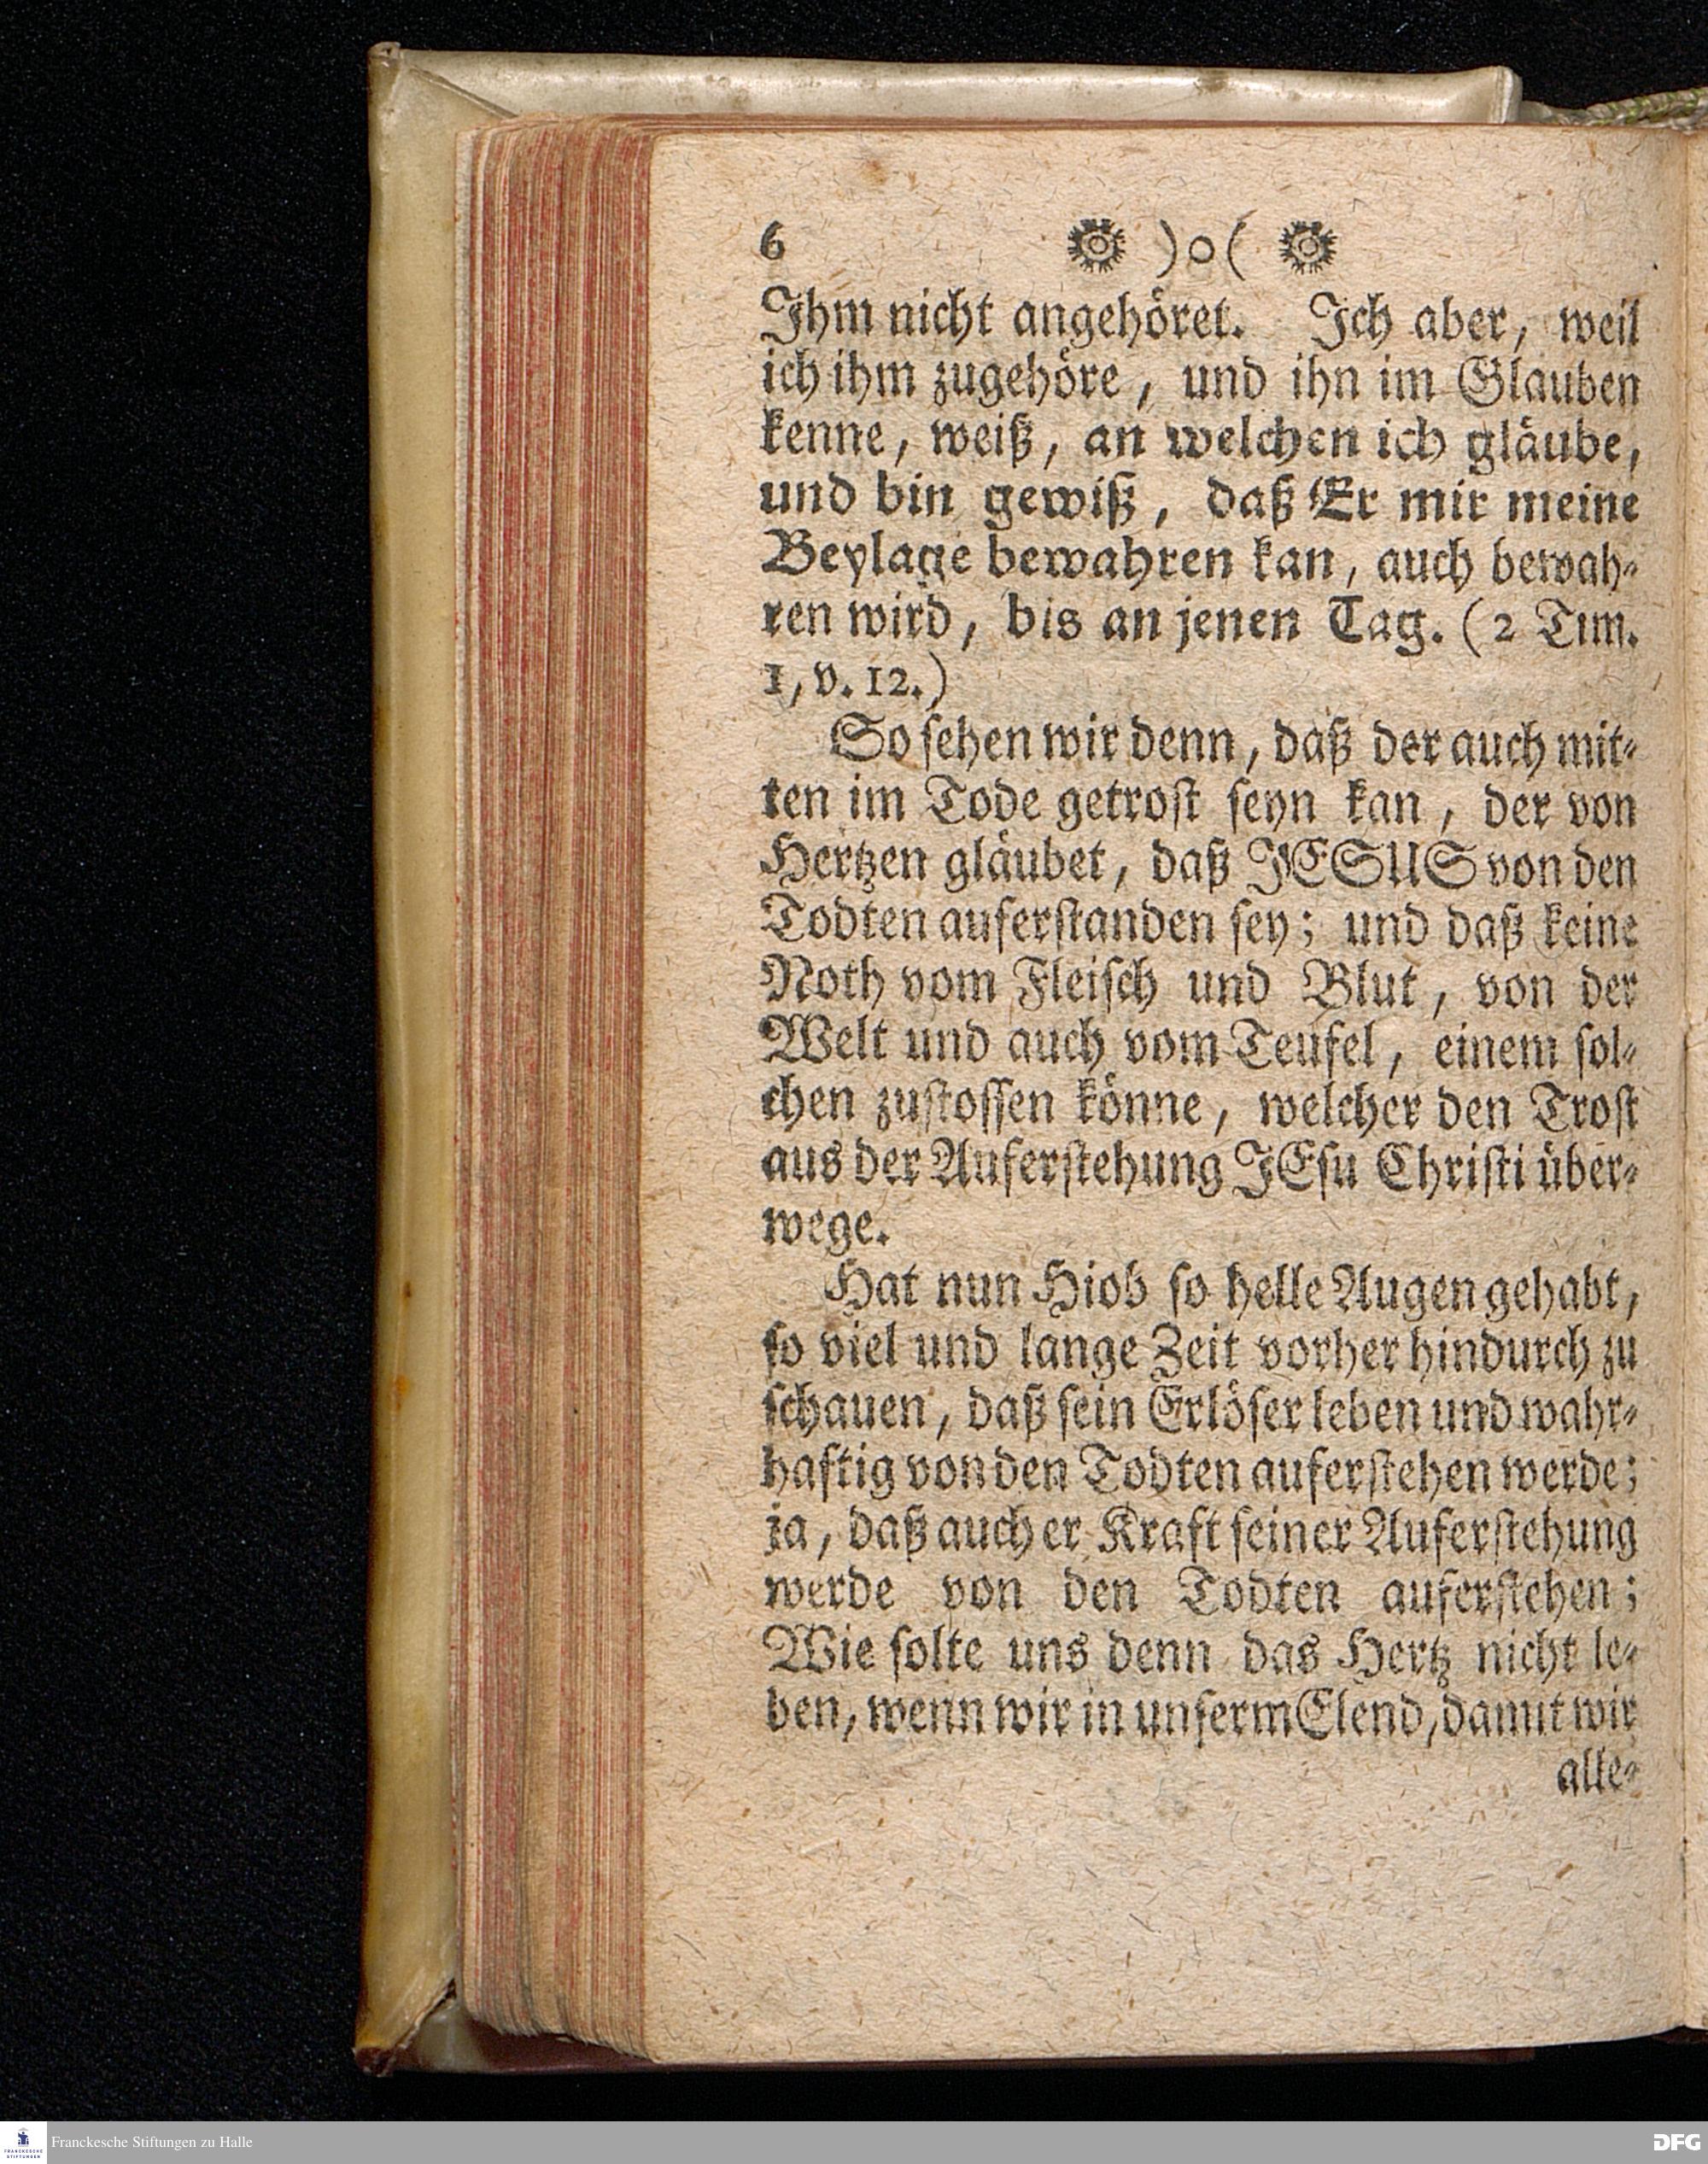 6 )o(
Ihm nicht angehöret. Ich aber, weil
ich ihm zugehöre, und ihn im Glauben
kenne, weiß, an welchen ich gläube,
und bin gewiß, daß Er mir meine
Beylage bewahren kan, auch bewah-
ren wird, bis an jenen Tag. (2 Tim.
1, v. 12.)
So sehen wir denn, daß der auch mit-
ten im Tode getrost seyn kan, der von
Hertzen gläubet, daß JESUS von den
Todten auferstanden sey; und daß keine
Noth vom Fleisch und Blut, von der
Welt und auch vom Teufel, einem sol-
chen zustossen könne, welcher den Trost
aus der Auferstehung JEsu Christi über-
wege.
Hat nun Hiob so helle Augen gehabt,
so viel und lange Zeit vorher hindurch zu
schauen, daß sein Erlöser leben und wahr-
haftig von den Todten auferstehen werde;
ja, daß auch er Kraft seiner Auferstehung
werde von den Todten auferstehen;
Wie solte uns denn das Hertz nicht le-
ben, wenn wir in unserm Elend, damit wir
alle-
FRANCKESCHE
STIFTUNGEN
Franckesche Stiftungen zu Halle
DFG